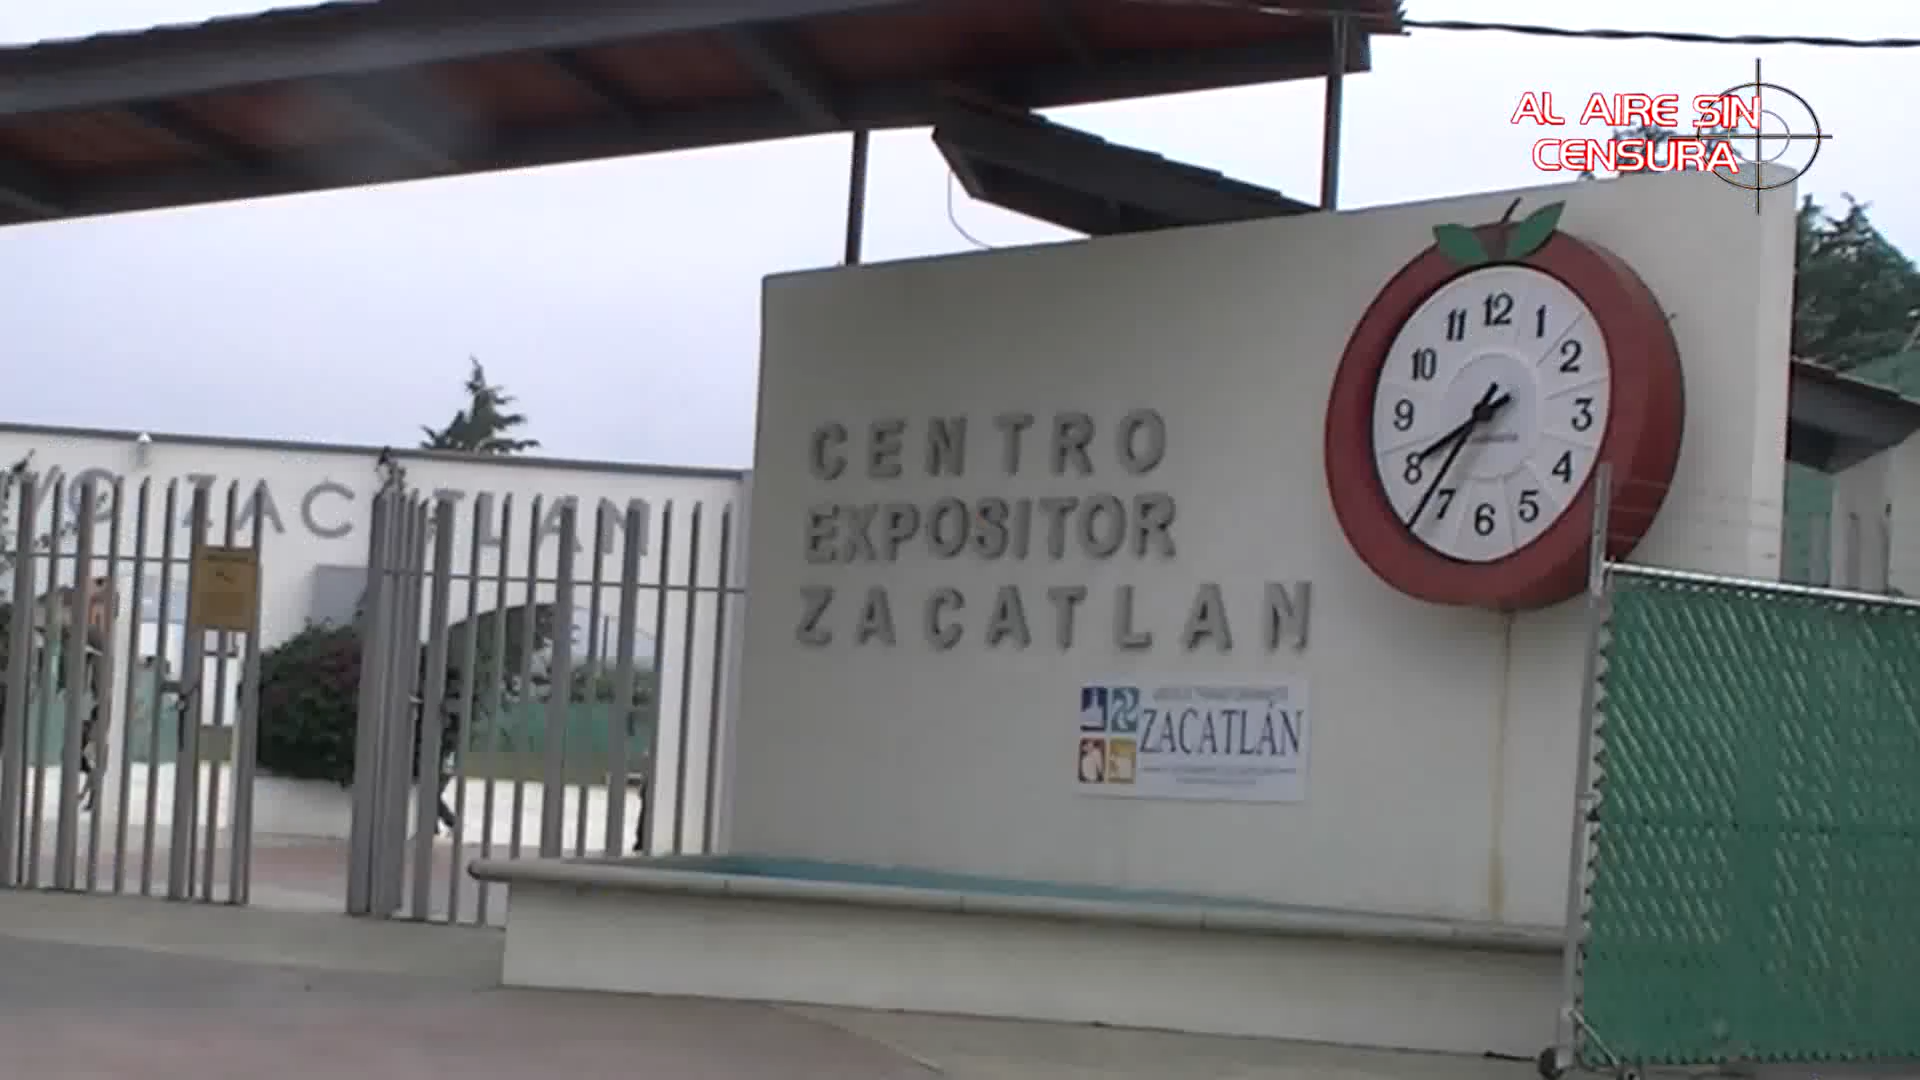 AL AIRE SIN
CENSURA
12
11
1
10
2
9
3
8
4
7
5
6
CENTRO
EXPOSITOR
ZACATLAN
ZACATLAN
ZACATLÁN